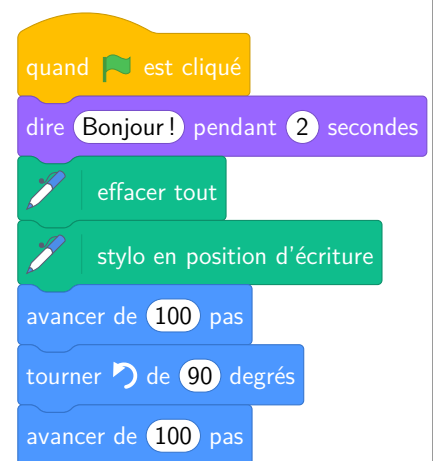 quand est cliqué
dire Bonjour ! pendant 2 secondes
effacer tout
stylo en position d'écriture
avancer de 100 pas
tourner de 90 degrés
avancer de 100 pas